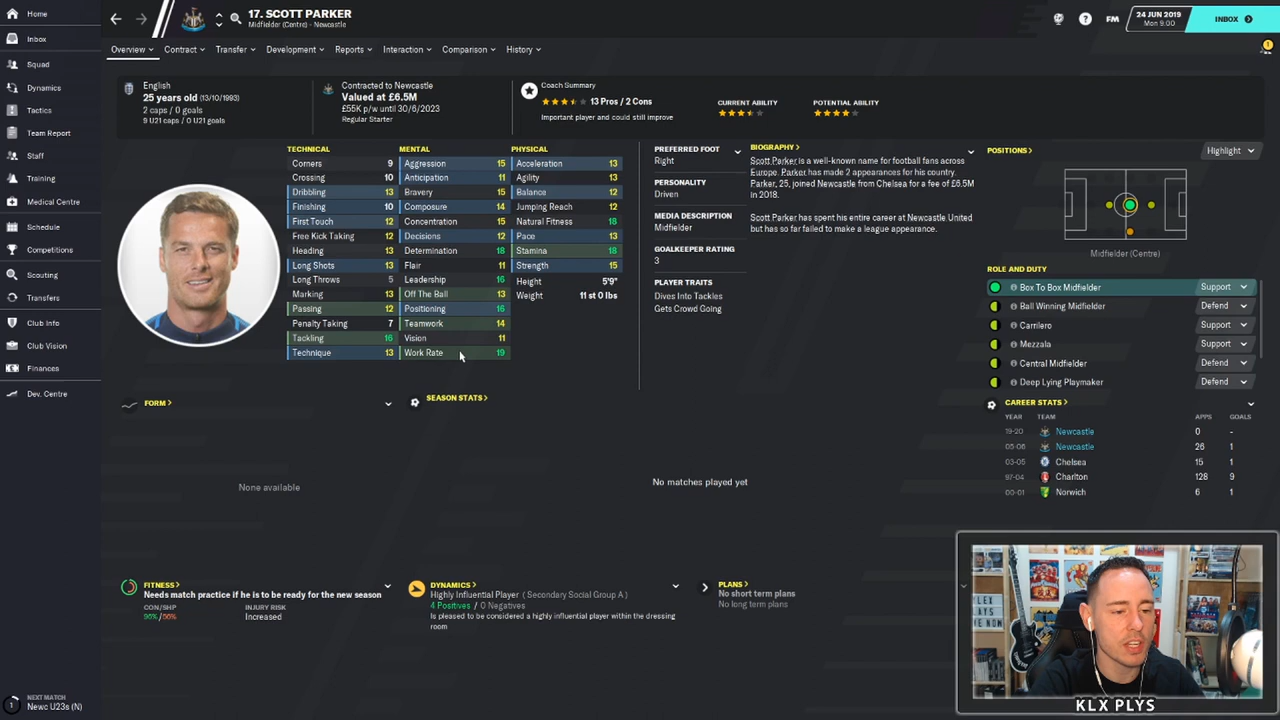 Home
Inbox
Squad
Dynamics
Tactics
Team Report
Staff
Training
Medical Centre
Schedule
Competitions
Scouting
Transfers
Club Info
Club Vision
Finances
Dev. Centre
NEXT MATCH
1
Newc U23s (N)
17. SCOTT PARKER
Midfielder (Centre) - Newcastle
FM
24 JUN 2019
Mon 9:00
INBOX
Overview
Contract
Transfer
Development
Reports
Interaction
Comparison
History
English
25 years old (13/10/1993)
2 caps / 0 goals
9 U21 caps / 0 U21 goals
Contracted to Newcastle
Valued at £6.5M
£55K p/w until 30/6/2023
Regular Starter
Coach Summary
13 Pros / 2 Cons
Important player and could still improve
CURRENT ABILITY
POTENTIAL ABILITY
TECHNICAL
Corners 9
Crossing 10
Dribbling 13
Finishing 10
First Touch 12
Free Kick Taking 12
Heading 13
Long Shots 13
Long Throws 5
Marking 13
Passing 12
Penalty Taking 7
Tackling 16
Technique 13
MENTAL
Aggression 15
Anticipation 11
Bravery 15
Composure 14
Concentration 15
Decisions 12
Determination 18
Flair 11
Leadership 16
Off The Ball 13
Positioning 16
Teamwork 14
Vision 11
Work Rate 19
PHYSICAL
Acceleration 13
Agility 13
Balance 12
Jumping Reach 12
Natural Fitness 18
Pace 13
Stamina 18
Strength 15
Height 5'9"
Weight 11 st 0 lbs
PREFERRED FOOT
Right
PERSONALITY
Driven
MEDIA DESCRIPTION
Midfielder
GOALKEEPER RATING
3
PLAYER TRAITS
Dives Into Tackles
Gets Crowd Going
BIOGRAPHY
Scott Parker is a well-known name for football fans across
Europe. Parker has made 2 appearances for his country.
Parker, 25, joined Newcastle from Chelsea for a fee of £6.5M
in 2018.
Scott Parker has spent his entire career at Newcastle United
but has so far failed to make a league appearance.
POSITIONS
Highlight
Midfielder (Centre)
ROLE AND DUTY
Box To Box Midfielder Support
Ball Winning Midfielder Defend
Carrilero Support
Mezzala Support
Central Midfielder Defend
Deep Lying Playmaker Defend
CAREER STATS
YEAR TEAM APPS GOALS
19-20 Newcastle 0 -
05-06 Newcastle 26 1
03-05 Chelsea 15 1
97-04 Charlton 128 9
00-01 Norwich 6 1
FORM
None available
SEASON STATS
No matches played yet
FITNESS
Needs match practice if he is to be ready for the new season
CON/SHP
96% /56%
INJURY RISK
Increased
DYNAMICS
Highly Influential Player (Secondary Social Group A)
4 Positives / 0 Negatives
Is pleased to be considered a highly influential player within the dressing
room
PLANS
No short term plans
No long term plans
KLX PLYS